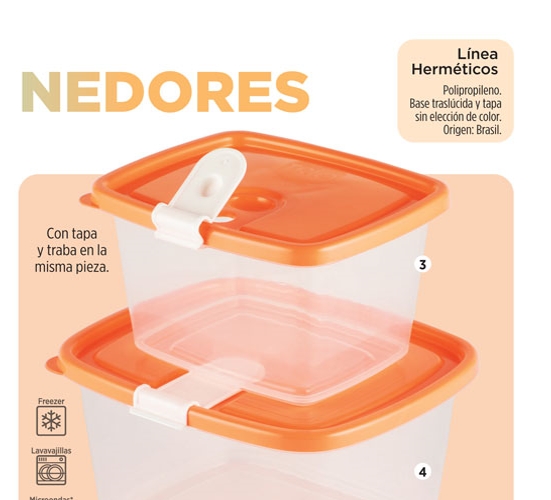 NEDORES
Línea
Herméticos
Polipropileno.
Base traslúcida y tapa
sin elección de color.
Origen: Brasil.
Con tapa
y traba en la
misma pieza.
3
Freezer
Lavavajillas
4
Microondas*